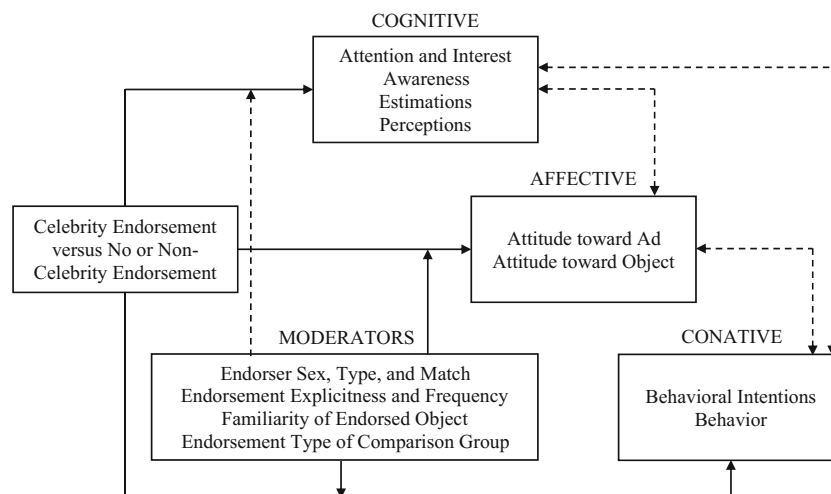 COGNITIVE
Attention and Interest
Awareness
Estimations
Perceptions
AFFECTIVE
Celebrity Endorsement
versus No or Non-
Celebrity Endorsement
Attitude toward Ad
Attitude toward Object
MODERATORS
Endorser Sex, Type, and Match
Endorsement Explicitness and Frequency
Familiarity of Endorsed Object
Endorsement Type of Comparison Group
CONATIVE
Behavioral Intentions
Behavior